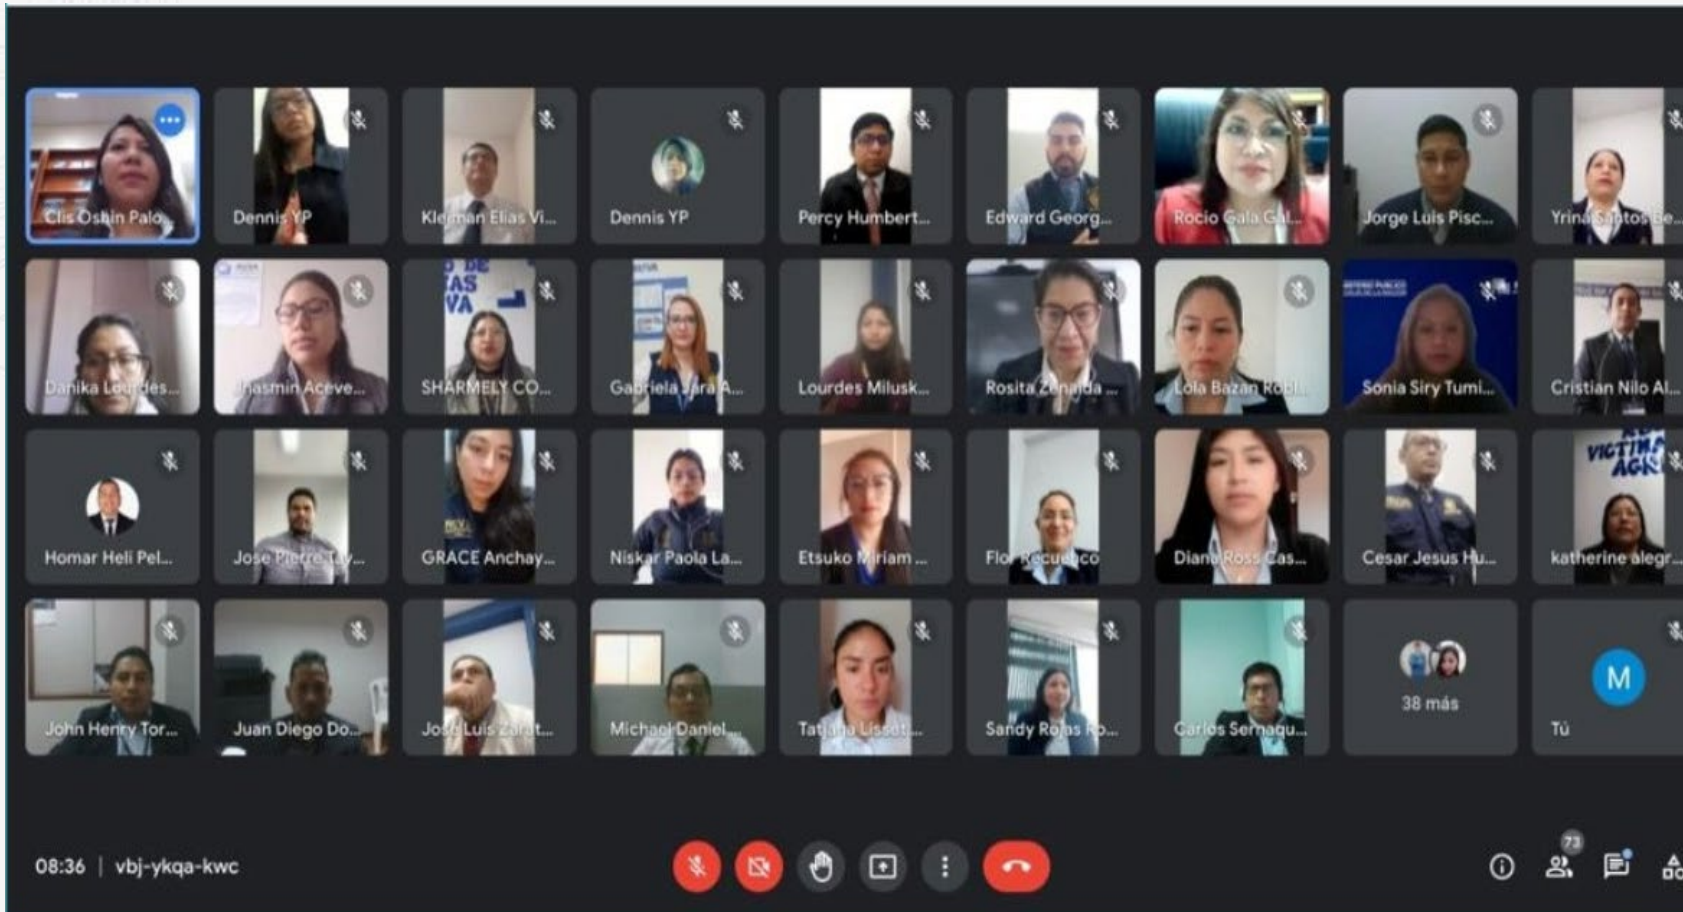 Clis Oshin Palo...
Dennis YP
Kleiman Elias Vi...
Dennis YP
Percy Humbert...
Edward Georg...
Rocio Gala Gal...
Jorge Luis Pisc...
Yrina Santos Be...
Danika Lourdes...
Jhasmin Aceve...
SHARMELY CO...
Gabriela Jara A...
Lourdes Milusk...
Rosita Zenaida ...
Lola Bazan Robl...
Sonia Siry Tumi...
Cristian Nilo Al...
Homar Heli Pel...
Jose Pierre Tay...
GRACE Anchay...
Niskar Paola La...
Etsuko Miriam ...
Flor Recuenco
Diana Ross Cas...
Cesar Jesus Hu...
VICTIMA
katherine alegr...
John Henry Tor...
Juan Diego Do...
Jose Luis Zarat...
Michael Daniel ...
Tatjana Lisset ...
Sandy Rojas Ro...
Carlos Sernaqu...
38 más
M
Tú
08:36 | vbj-ykqa-kwc
73